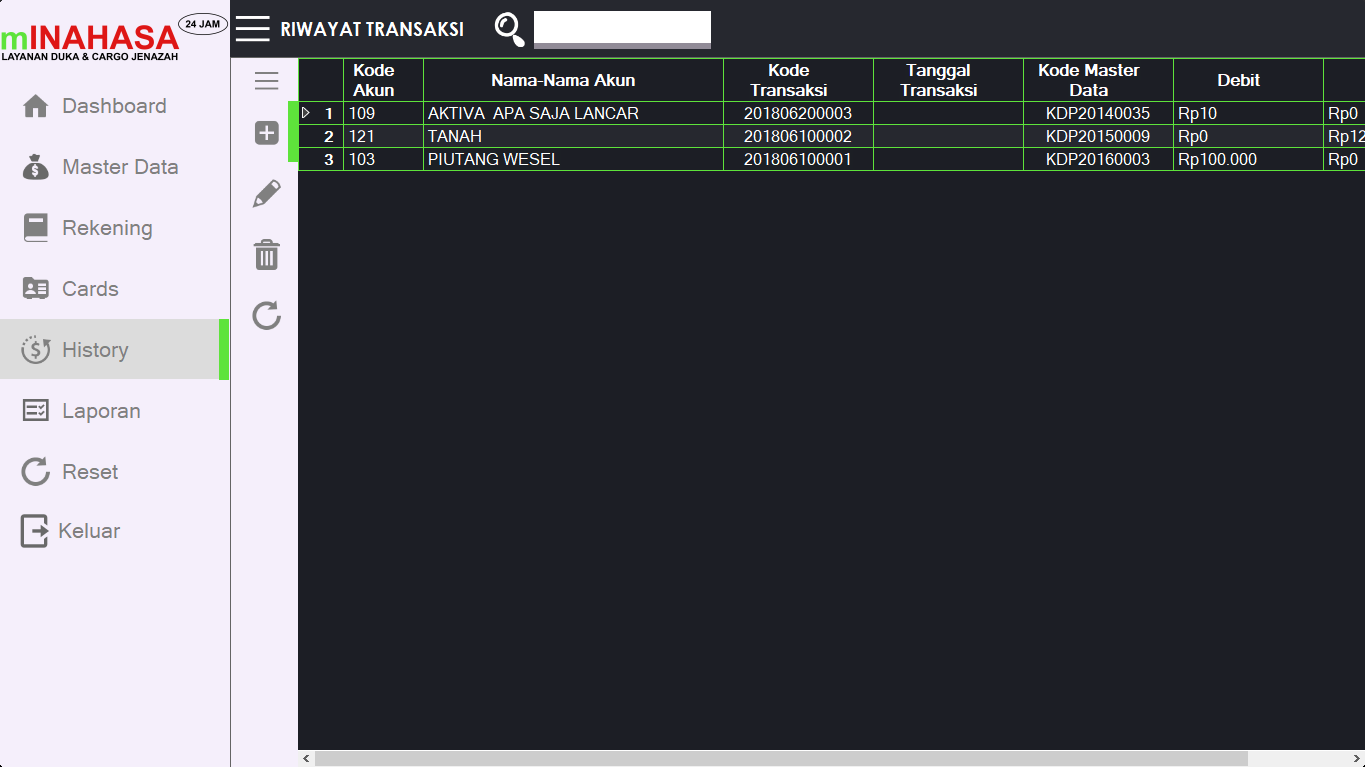 24 JAM
mINAHASA
LAYANAN DUKA & CARGO JENAZAH
Dashboard
Master Data
Rekening
Cards
History
Laporan
Reset
Keluar
RIWAYAT TRANSAKSI
Kode Akun Nama-Nama Akun Kode Transaksi Tanggal Transaksi Kode Master Data Debit
1 109 AKTIVA  APA SAJA LANCAR 201806200003 KDP20140035 Rp10 Rp0
2 121 TANAH 201806100002 KDP20150009 Rp0 Rp12
3 103 PIUTANG WESEL 201806100001 KDP20160003 Rp100.000 Rp0